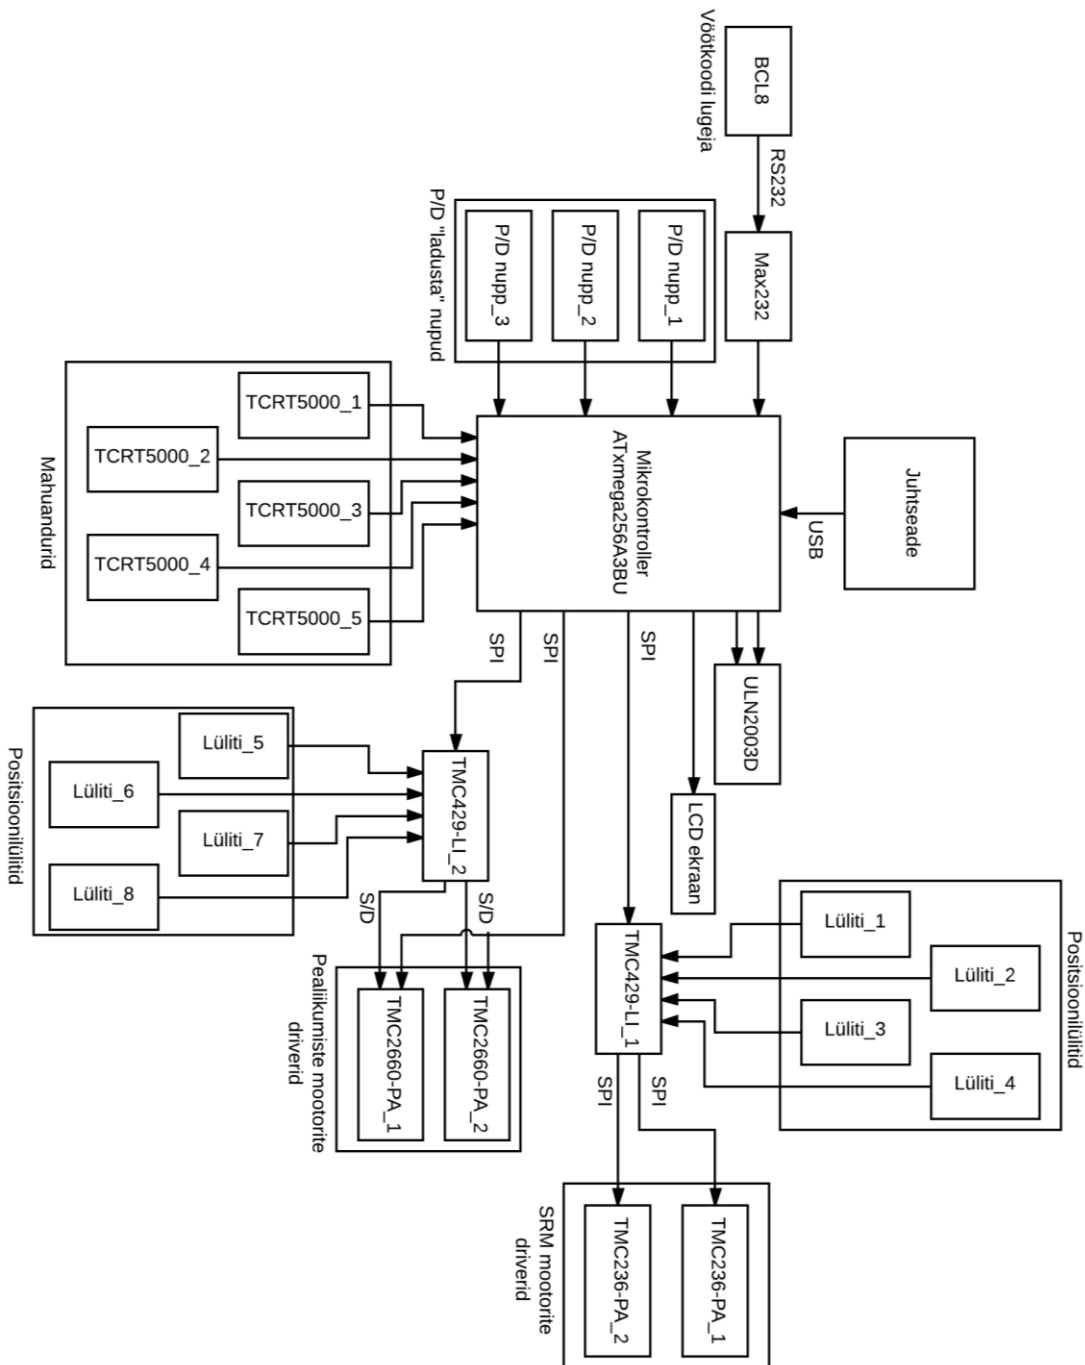 Vöötkoodi lugeja
BCL8
RS232
Max232
P/D "ladusta" nupud
P/D nupp_1
P/D nupp_2
P/D nupp_3
Mikrokontroller
ATxmega256A3BU
Juhtseade
USB
Mahuandurid
TCRT5000_1
TCRT5000_2
TCRT5000_3
TCRT5000_4
TCRT5000_5
SPI
SPI
SPI
ULN2003D
LCD ekraan
Positsioonilülitid
Lüliti_5
Lüliti_6
Lüliti_7
Lüliti_8
TMC429-LI_2
S/D
S/D
Pealiikumiste mootorite
driverid
TMC2660-PA_1
TMC2660-PA_2
Positsioonilülitid
Lüliti_1
Lüliti_2
Lüliti_3
Lüliti_4
TMC429-LI_1
SPI
SPI
SRM mootorite
driverid
TMC236-PA_1
TMC236-PA_2